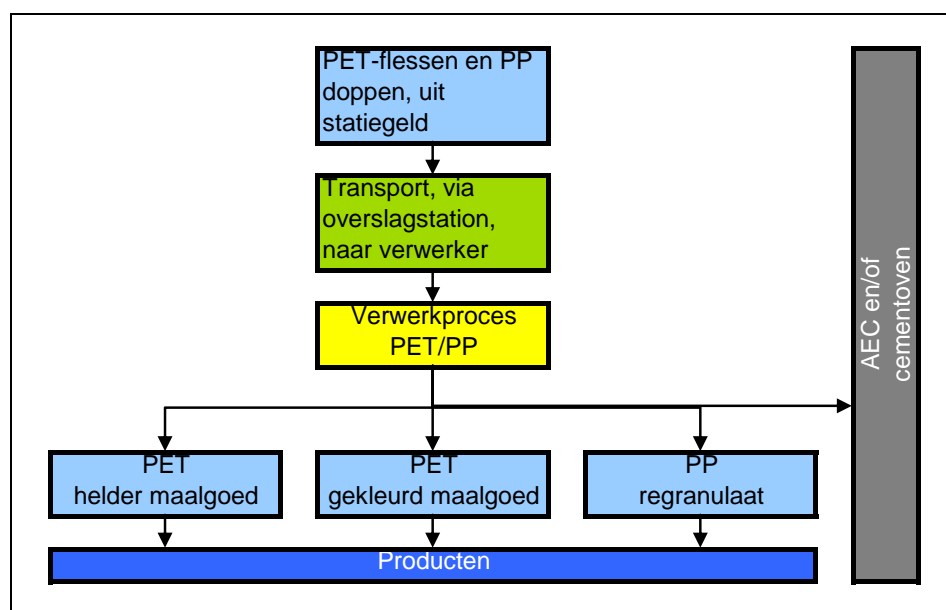 PET-flessen en PP
doppen, uit
statiegeld
Transport, via
overslagstation,
naar verwerker
Verwerkproces
PET/PP
PET
helder maalgoed
PET
gekleurd maalgoed
PP
regranulaat
Producten
AEC en/of
cementoven